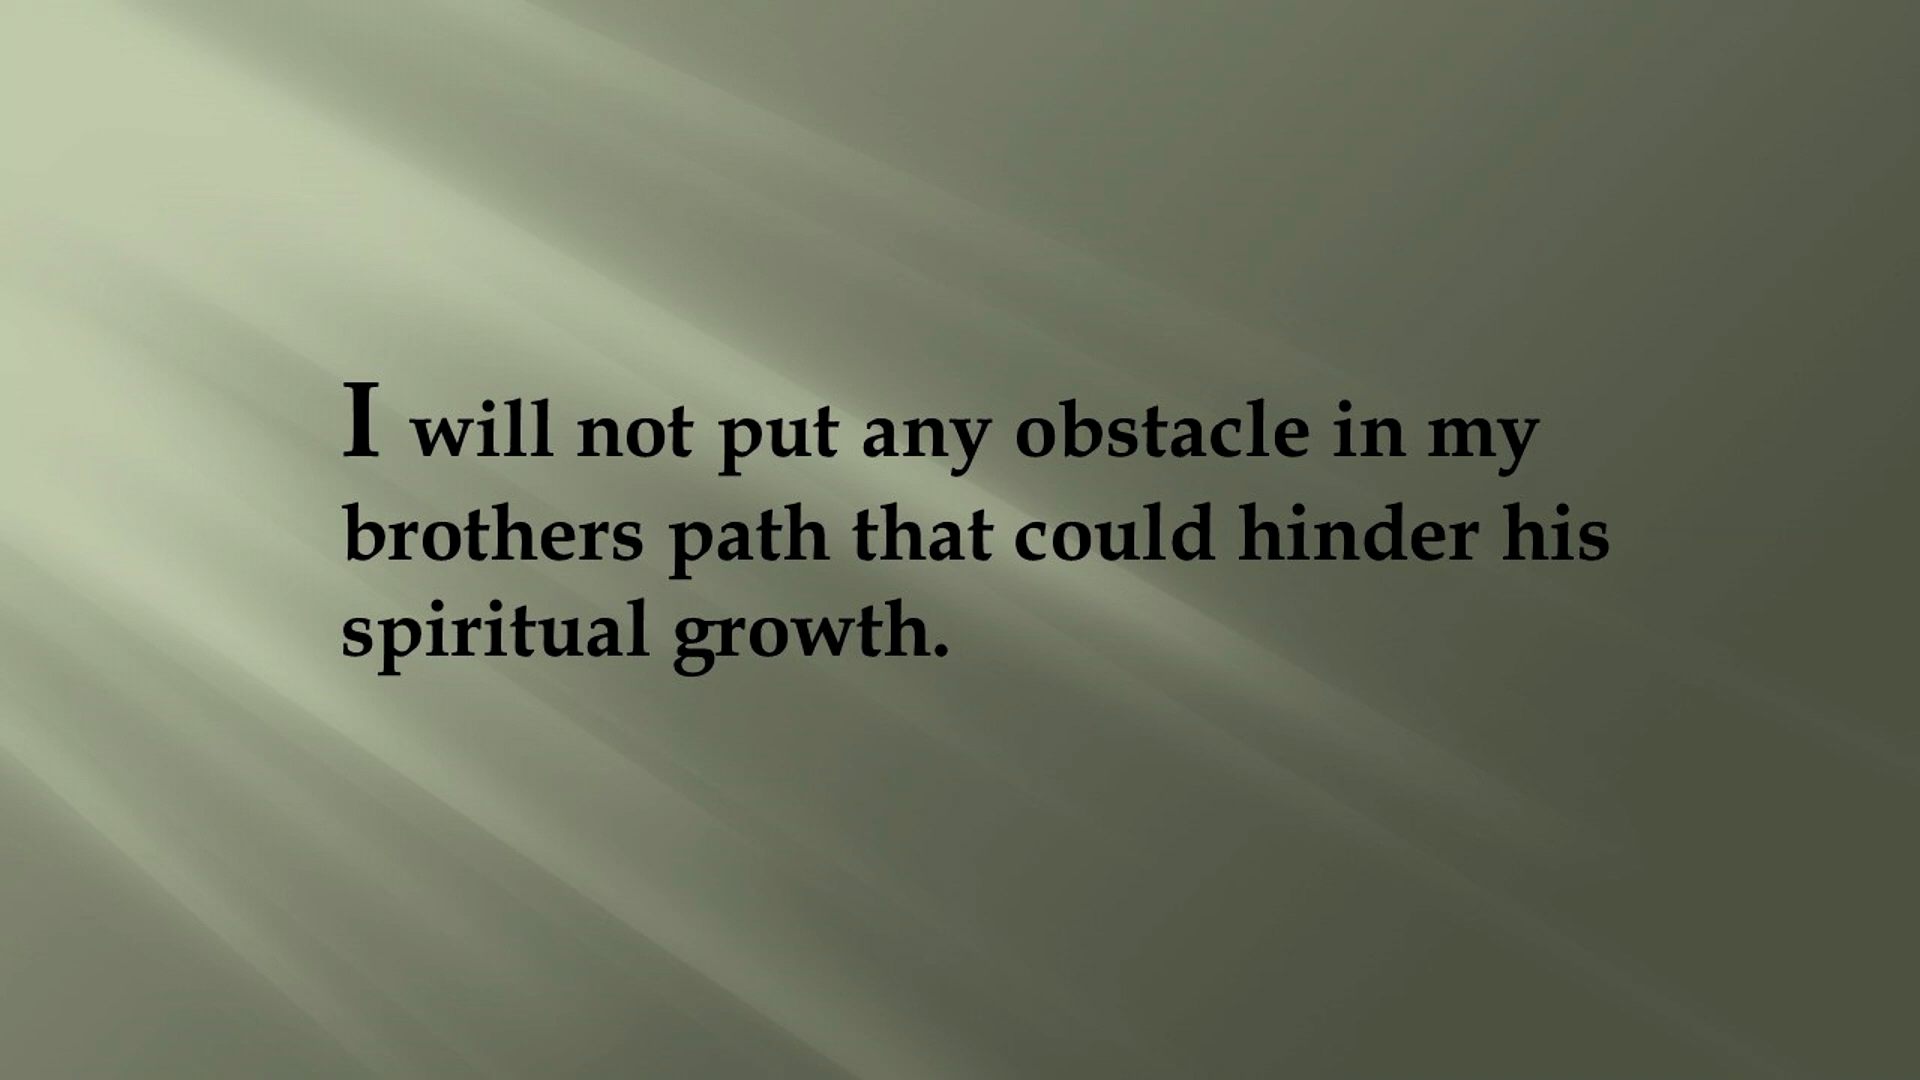 I will not put any obstacle in my
brothers path that could hinder his
spiritual growth.